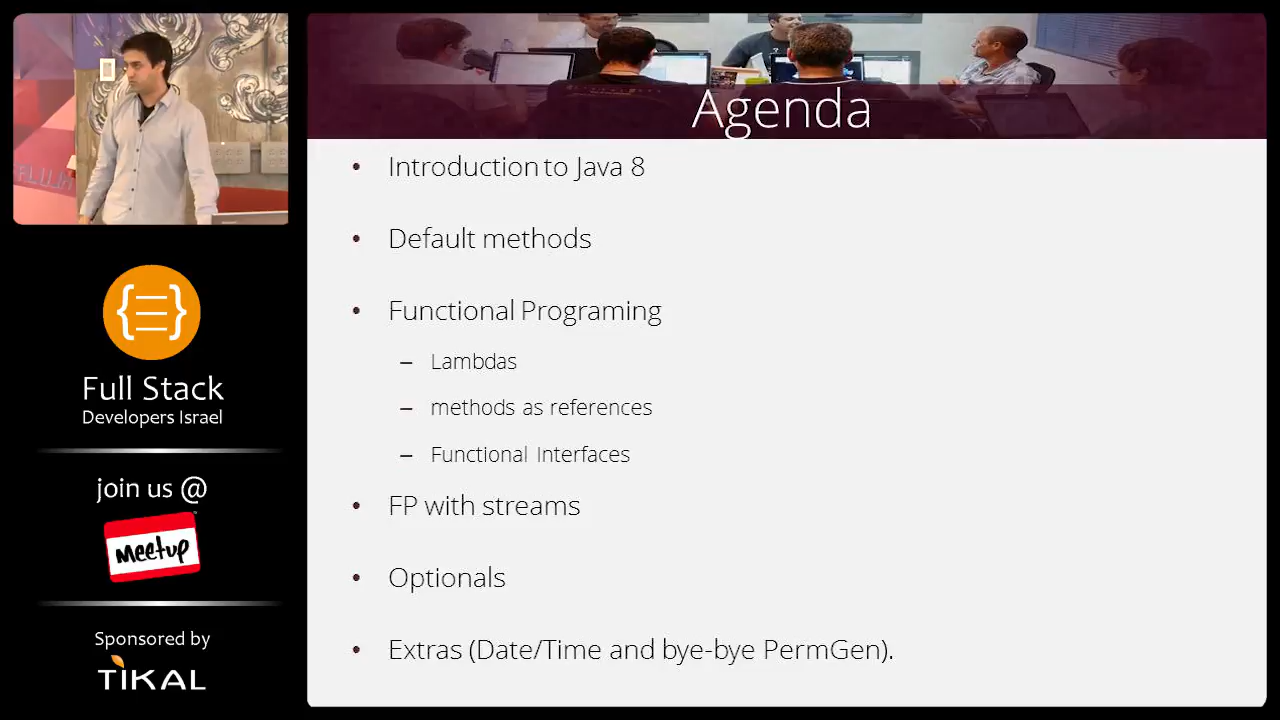 Agenda
• Introduction to Java 8
• Default methods
• Functional Programing
– Lambdas
– methods as references
– Functional Interfaces
• FP with streams
• Optionals
• Extras (Date/Time and bye-bye PermGen).
{ }
Full Stack
Developers Israel
join us @
meetup
Sponsored by
TIKAL